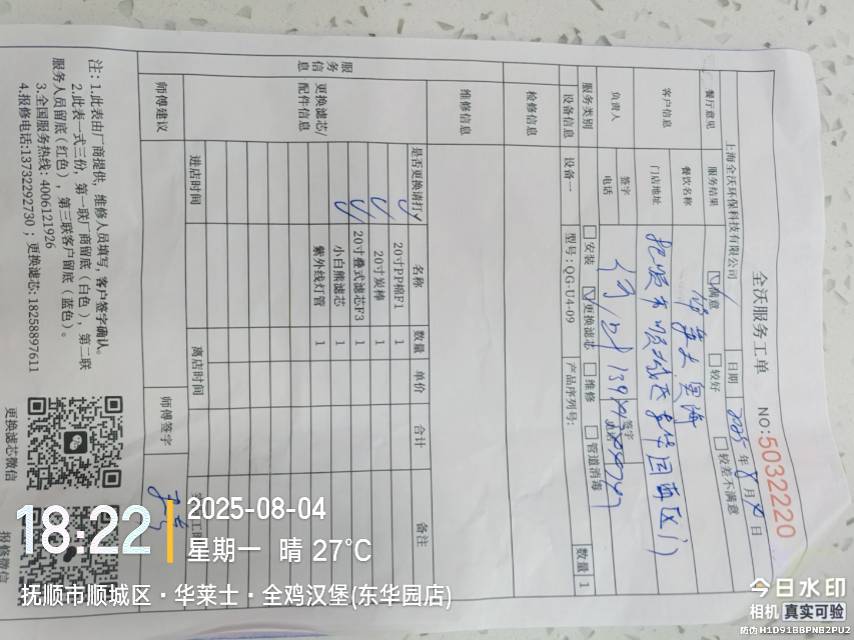 全沃服务工单
NO:5032220
上海全沃环保科技有限公司
日期 2025 年 8 月 4 日
餐厅意见 服务结果 满意 较好 较差不满意
客户信息 餐饮名称
门店地址 抚顺市顺城区东华园西区门
负责人 签字 签字
电话 电话
服务类别 安装 更换滤芯 维修 管道消毒
设备信息 设备一 型号:QG-U4-09 产品序列号: 数量 1
检修信息
维修信息
服务信息
更换滤芯/配件信息
是否更换请打√ 名称 数量 单价 合计 备注
20寸PP棉F1 1
20寸炭棒 1
20寸叠式滤芯F3 1
小白熊滤芯 1
紫外线灯管 1
进店时间 离店时间
师傅建议 师傅签字
注:1.此表由厂商提供,维修人员填写,客户签字确认。
2.此表一式三份,第一联厂商留底(白色),第二联
服务人员留底(红色),第三联客户留底(蓝色)。
3.全国服务热线:4006121926
4.报修电话:13732292730 ; 更换滤芯:18258897611
更换滤芯微信
报修微信
18:22
2025-08-04
星期一 晴 27℃
抚顺市顺城区·华莱士·全鸡汉堡(东华园店)
今日水印
相机 真实可验
防伪 H1D91B6PNB2PU2